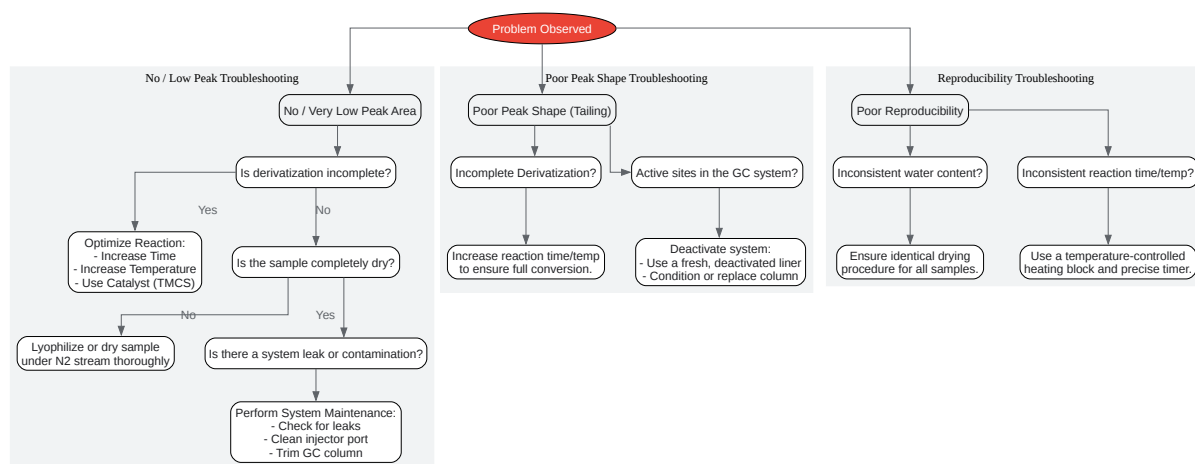 Problem Observed
No / Low Peak Troubleshooting
No / Very Low Peak Area
Is derivatization incomplete?
Yes
No
Optimize Reaction:
- Increase Time
- Increase Temperature
- Use Catalyst (TMCS)
Is the sample completely dry?
No
Yes
Lyophilize or dry sample
under N2 stream thoroughly
Is there a system leak or contamination?
Perform System Maintenance:
- Check for leaks
- Clean injector port
- Trim GC column
Poor Peak Shape Troubleshooting
Poor Peak Shape (Tailing)
Incomplete Derivatization?
Active sites in the GC system?
Increase reaction time/temp
to ensure full conversion.
Deactivate system:
- Use a fresh, deactivated liner
- Condition or replace column
Reproducibility Troubleshooting
Poor Reproducibility
Inconsistent water content?
Inconsistent reaction time/temp?
Ensure identical drying
procedure for all samples.
Use a temperature-controlled
heating block and precise timer.